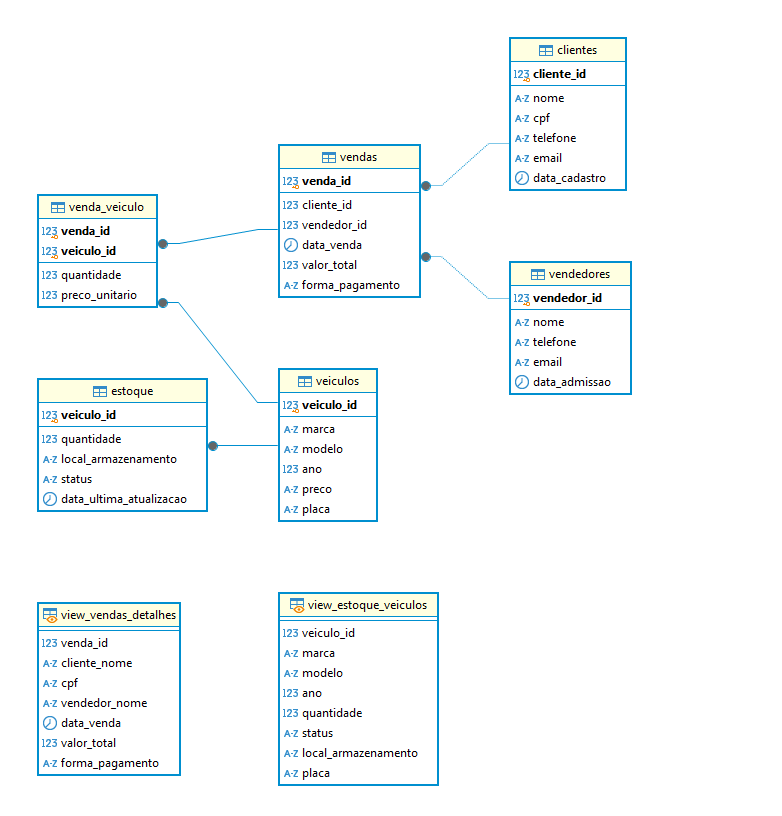 clientes
123 cliente_id
A-Z nome
A-Z cpf
A-Z telefone
A-Z email
data_cadastro
vendas
123 venda_id
123 cliente_id
123 vendedor_id
data_venda
123 valor_total
A-Z forma_pagamento
venda_veiculo
123 venda_id
123 veiculo_id
123 quantidade
123 preco_unitario
vendedores
123 vendedor_id
A-Z nome
A-Z telefone
A-Z email
data_admissao
estoque
123 veiculo_id
123 quantidade
A-Z local_armazenamento
A-Z status
data_ultima_atualizacao
veiculos
123 veiculo_id
A-Z marca
A-Z modelo
123 ano
A-Z preco
A-Z placa
view_vendas_detalhes
123 venda_id
A-Z cliente_nome
A-Z cpf
A-Z vendedor_nome
data_venda
123 valor_total
A-Z forma_pagamento
view_estoque_veiculos
123 veiculo_id
A-Z marca
A-Z modelo
123 ano
123 quantidade
A-Z status
A-Z local_armazenamento
A-Z placa